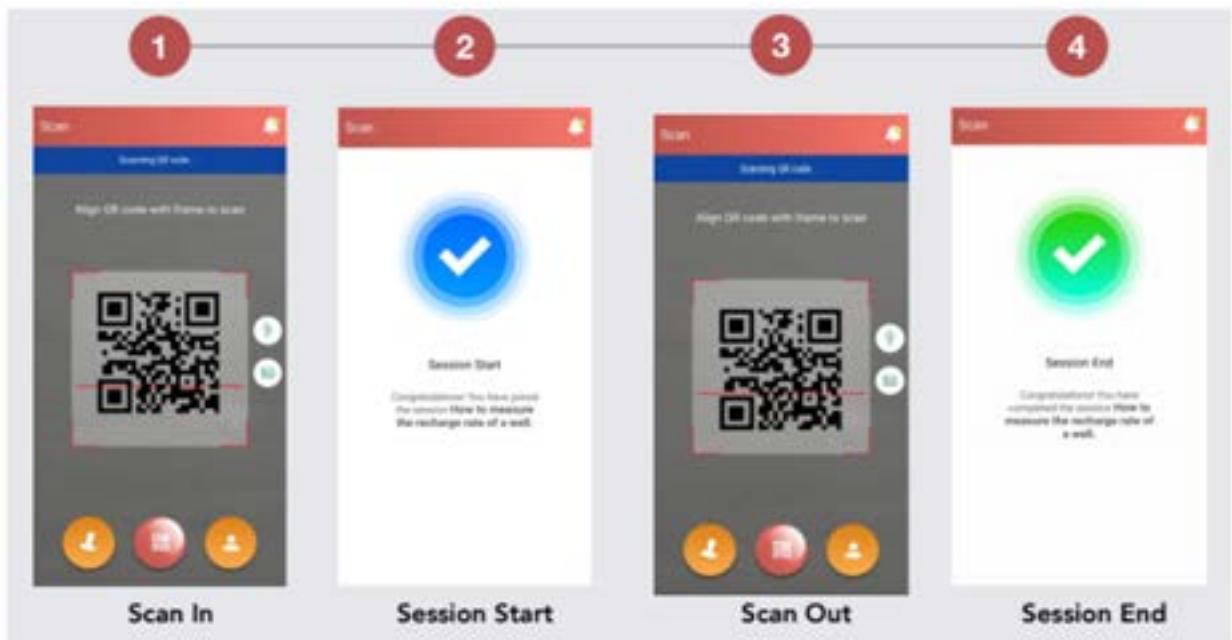 1
2
3
4
Scan
Scanning QR code
Align QR code with frame to scan
Scan In
Scan
Session Start
Congratulations! You have joined
the session How to measure
the recharge rate of a well.
Session Start
Scan
Scanning QR code
Align QR code with frame to scan
Scan Out
Scan
Session End
Congratulations! You have
completed the session How to
measure the recharge rate of
a well.
Session End